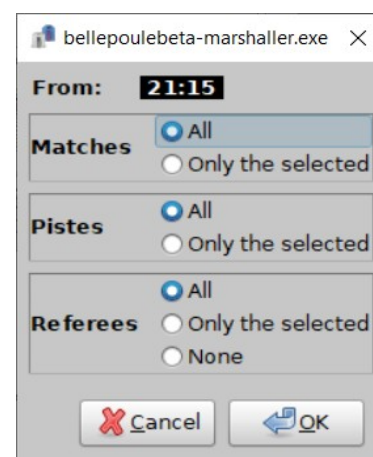 bellepoulebeta-marshaller.exe
From: 21:15
Matches
All
Only the selected
Pistes
All
Only the selected
Referees
All
Only the selected
None
Cancel OK